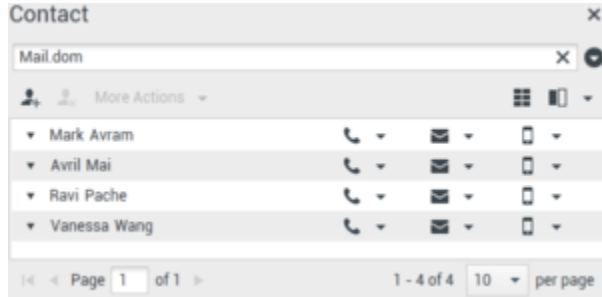 Contact
Mail.dom
More Actions
Mark Avram
Avril Mai
Ravi Pache
Vanessa Wang
Page 1 of 1 1 - 4 of 4 10 per page